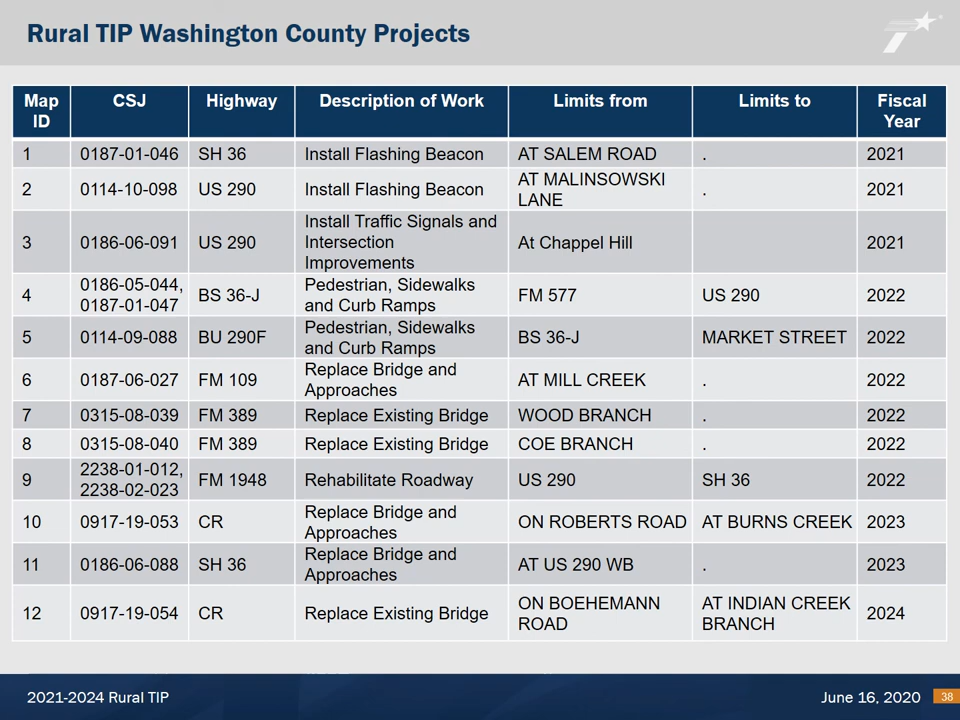 Rural TIP Washington County Projects
Map ID CSJ Highway Description of Work Limits from Limits to Fiscal Year
1 0187-01-046 SH 36 Install Flashing Beacon AT SALEM ROAD . 2021
2 0114-10-098 US 290 Install Flashing Beacon AT MALINSOWSKI LANE . 2021
3 0186-06-091 US 290 Install Traffic Signals and Intersection Improvements At Chappel Hill 2021
4 0186-05-044, 0187-01-047 BS 36-J Pedestrian, Sidewalks and Curb Ramps FM 577 US 290 2022
5 0114-09-088 BU 290F Pedestrian, Sidewalks and Curb Ramps BS 36-J MARKET STREET 2022
6 0187-06-027 FM 109 Replace Bridge and Approaches AT MILL CREEK . 2022
7 0315-08-039 FM 389 Replace Existing Bridge WOOD BRANCH . 2022
8 0315-08-040 FM 389 Replace Existing Bridge COE BRANCH . 2022
9 2238-01-012, 2238-02-023 FM 1948 Rehabilitate Roadway US 290 SH 36 2022
10 0917-19-053 CR Replace Bridge and Approaches ON ROBERTS ROAD AT BURNS CREEK 2023
11 0186-06-088 SH 36 Replace Bridge and Approaches AT US 290 WB . 2023
12 0917-19-054 CR Replace Existing Bridge ON BOEHEMANN ROAD AT INDIAN CREEK BRANCH 2024
2021-2024 Rural TIP
June 16, 2020 38